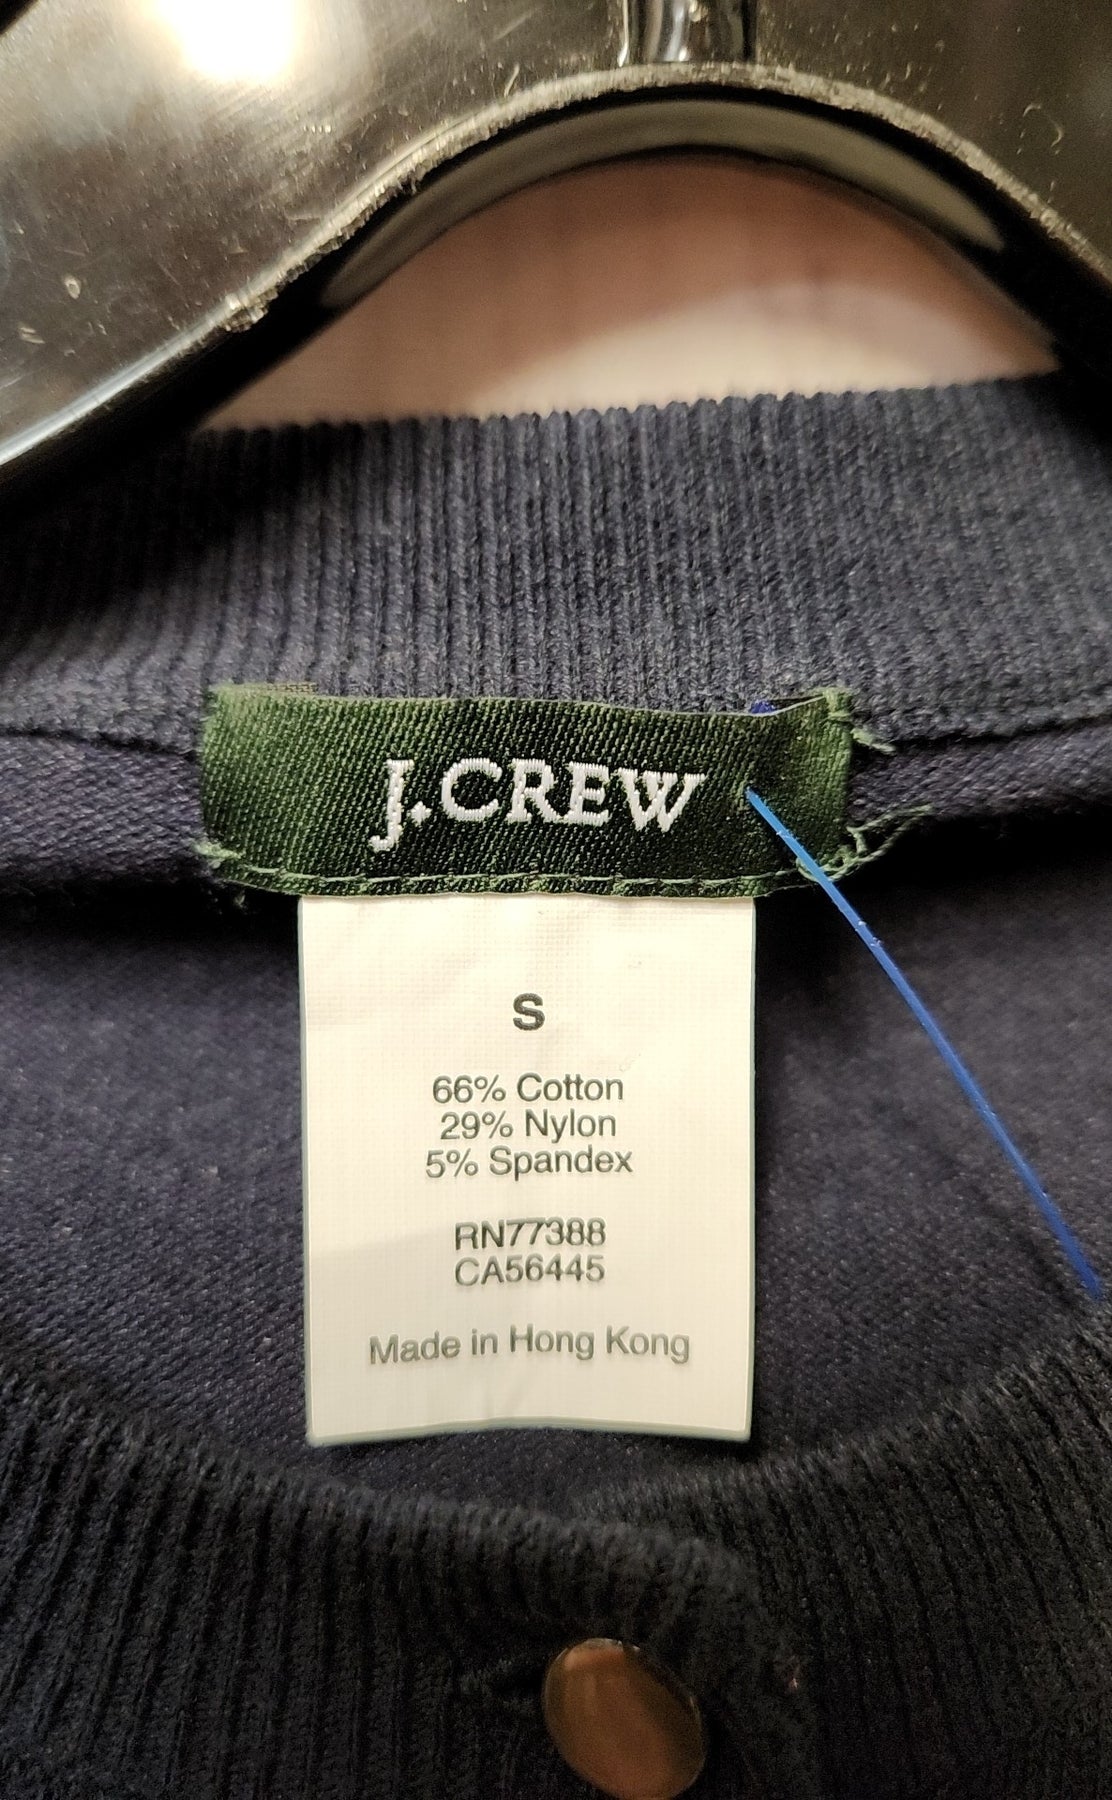 J.CREW
S
66% Cotton
29% Nylon
5% Spandex
RN77388
CA56445
Made in Hong Kong